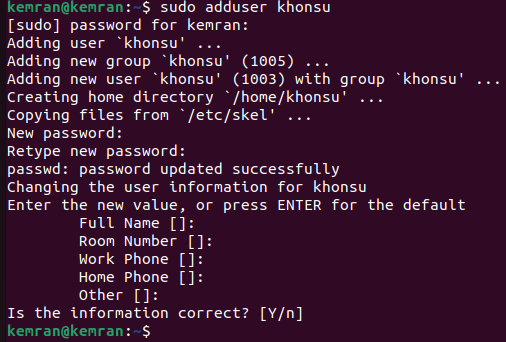 kemran@kemran:~$ sudo adduser khonsu
[sudo] password for kemran:
Adding user `khonsu' ...
Adding new group `khonsu' (1005) ...
Adding new user `khonsu' (1003) with group `khonsu' ...
Creating home directory `/home/khonsu' ...
Copying files from `/etc/skel' ...
New password:
Retype new password:
passwd: password updated successfully
Changing the user information for khonsu
Enter the new value, or press ENTER for the default
        Full Name []:
        Room Number []:
        Work Phone []:
        Home Phone []:
        Other []:
Is the information correct? [Y/n]
kemran@kemran:~$